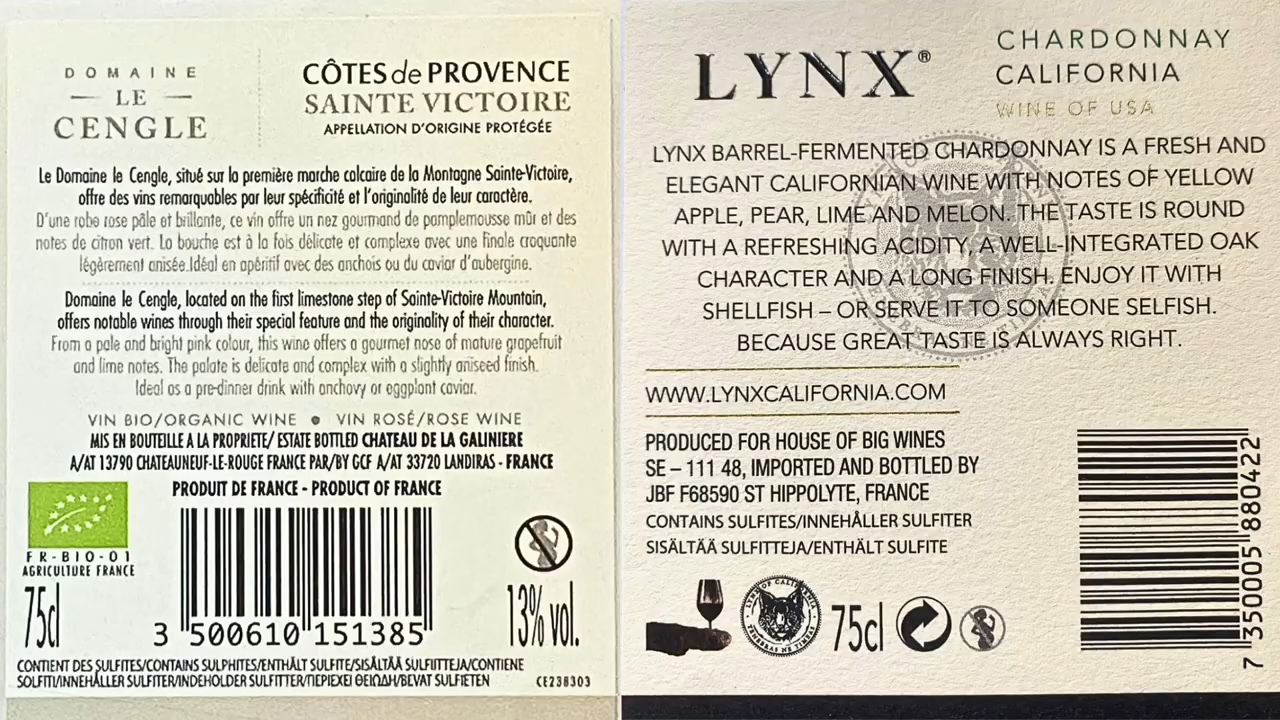 DOMAINE
LE
CENGLE
CÔTES de PROVENCE
SAINTE VICTOIRE
APPELLATION D'ORIGINE PROTÉGÉE
Le Domaine le Cengle, situé sur la première marche calcaire de la Montagne Sainte-Victoire,
offre des vins remarquables par leur spécificité et l'originalité de leur caractère.
D'une robe rose pâle et brillante, ce vin offre un nez gourmand de pamplemousse mûr et des
notes de citron vert. La bouche est à la fois délicate et complexe avec une finale croquante
légèrement anisée.Idéal en apéritif avec des anchois ou du caviar d'aubergine.
Domaine le Cengle, located on the first limestone step of Sainte-Victoire Mountain,
offers notable wines through their special feature and the originality of their character.
From a pale and bright pink colour, this wine offers a gourmet nose of mature grapefruit
and lime notes. The palate is delicate and complex with a slightly aniseed finish.
Ideal as a pre-dinner drink with anchovy or eggplant caviar.
VIN BIO/ORGANIC WINE ● VIN ROSÉ/ROSE WINE
MIS EN BOUTEILLE A LA PROPRIETE/ ESTATE BOTTLED CHATEAU DE LA GALINIERE
A/AT 13790 CHATEAUNEUF-LE-ROUGE FRANCE PAR/BY GCF A/AT 33720 LANDIRAS - FRANCE
PRODUIT DE FRANCE - PRODUCT OF FRANCE
FR-BIO-01
AGRICULTURE FRANCE
75cl
3 500610 151385
13% vol.
CONTIENT DES SULFITES/CONTAINS SULPHITES/ENTHÄLT SULFITE/SISÄLTÄÄ SULFIITTEJA/CONTIENE
SOLFITI/INNEHÅLLER SULFITER/INDEHOLDER SULFITTER/ΠΕΡΙΕΧΕΙ ΘΕΙΩΔΗ/BEVAT SULFIETEN
CE238303
LYNX®
CHARDONNAY
CALIFORNIA
WINE OF USA
LYNX BARREL-FERMENTED CHARDONNAY IS A FRESH AND
ELEGANT CALIFORNIAN WINE WITH NOTES OF YELLOW
APPLE, PEAR, LIME AND MELON. THE TASTE IS ROUND
WITH A REFRESHING ACIDITY, A WELL-INTEGRATED OAK
CHARACTER AND A LONG FINISH. ENJOY IT WITH
SHELLFISH – OR SERVE IT TO SOMEONE SELFISH.
BECAUSE GREAT TASTE IS ALWAYS RIGHT.
WWW.LYNXCALIFORNIA.COM
PRODUCED FOR HOUSE OF BIG WINES
SE – 111 48, IMPORTED AND BOTTLED BY
JBF F68590 ST HIPPOLYTE, FRANCE
CONTAINS SULFITES/INNEHÅLLER SULFITER
SISÄLTÄÄ SULFITTEJA/ENTHÄLT SULFITE
LYNX OF CALIFORNIA
TENEBRAS NE TIMEAS
75cl
7 350005 880422